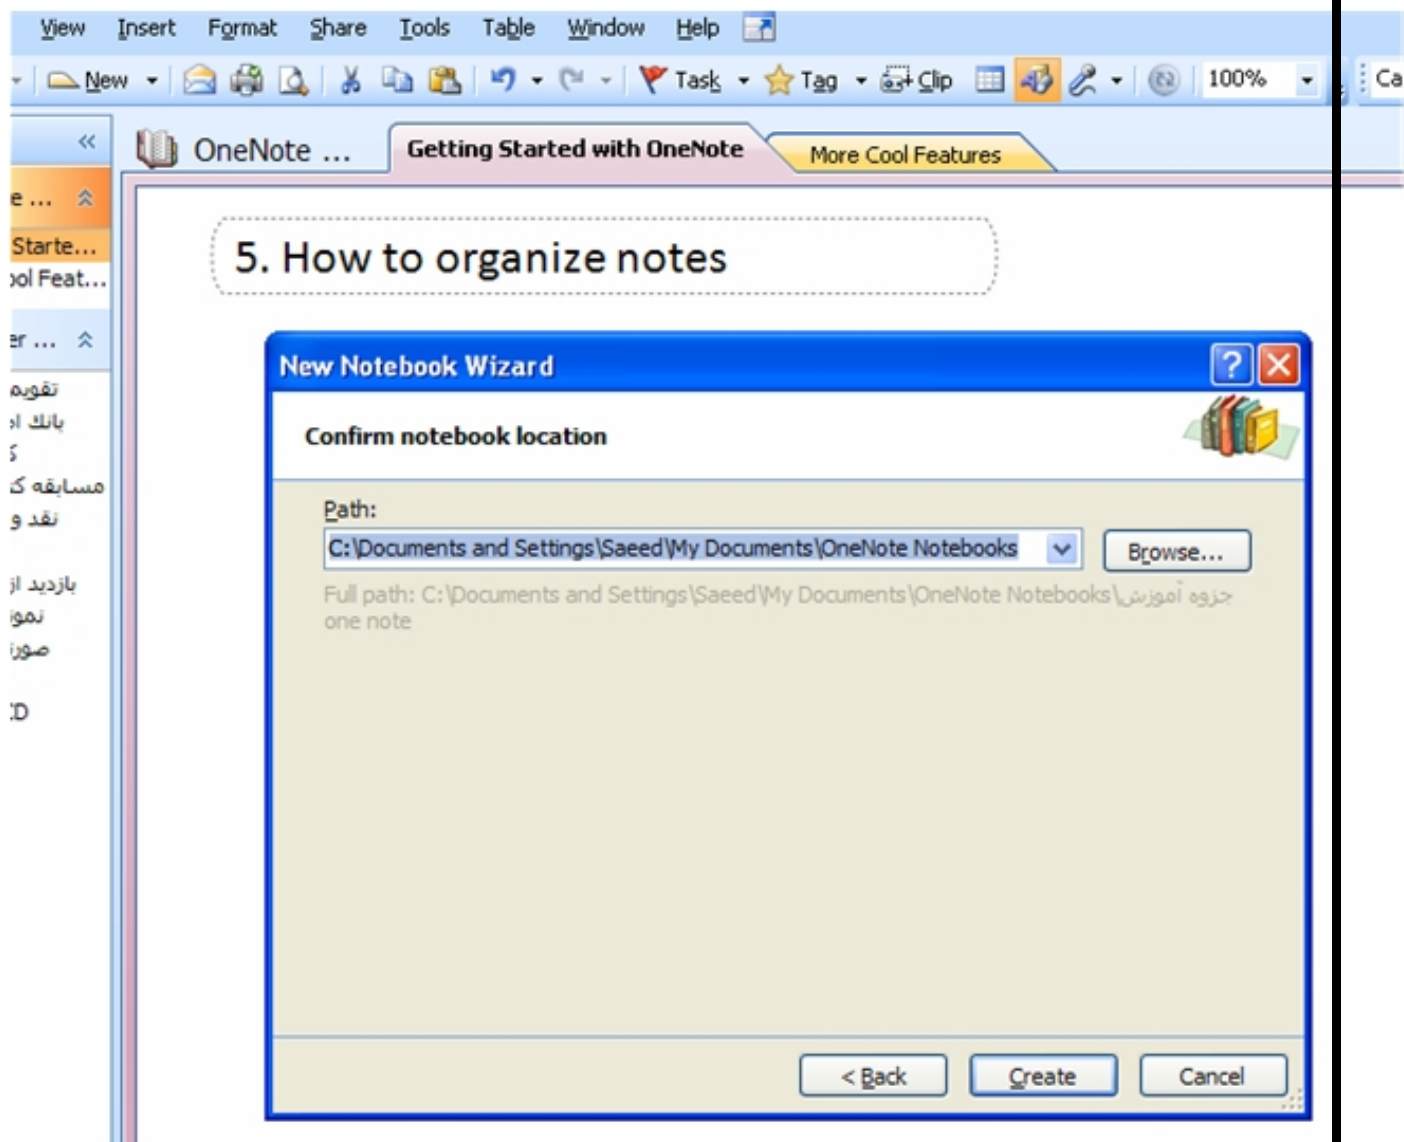 View Insert Format Share Tools Table Window Help
New Task Tag Clip 100% Ca
OneNote ... Getting Started with OneNote More Cool Features
e ...
Starte...
ool Feat...
er ...
تقویم
بانك
مسابقه
نقد و
بازدید از
CD
5. How to organize notes
New Notebook Wizard
Confirm notebook location
Path:
C:\Documents and Settings\Saeed\My Documents\OneNote Notebooks
Browse...
Full path: C:\Documents and Settings\Saeed\My Documents\OneNote Notebooks\جزوه آموزش
one note
< Back Create Cancel